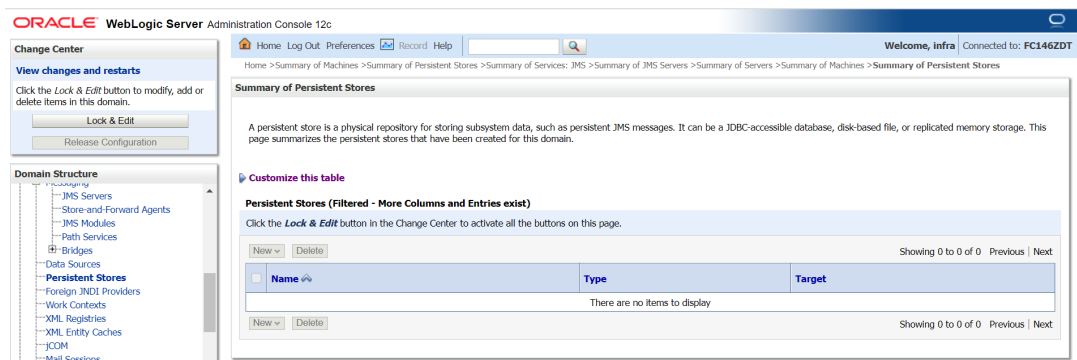 ORACLE WebLogic Server Administration Console 12c
Change Center
View changes and restarts
Click the Lock & Edit button to modify, add or
delete items in this domain.
Lock & Edit
Release Configuration
Domain Structure
Messaging
JMS Servers
Store-and-Forward Agents
JMS Modules
Path Services
Bridges
Data Sources
Persistent Stores
Foreign JNDI Providers
Work Contexts
XML Registries
XML Entity Caches
jCOM
Mail Sessions
Home Log Out Preferences Record Help
Welcome, infra Connected to: FC146ZDT
Home >Summary of Machines >Summary of Persistent Stores >Summary of Services: JMS >Summary of JMS Servers >Summary of Servers >Summary of Machines >Summary of Persistent Stores
Summary of Persistent Stores
A persistent store is a physical repository for storing subsystem data, such as persistent JMS messages. It can be a JDBC-accessible database, disk-based file, or replicated memory storage. This
page summarizes the persistent stores that have been created for this domain.
Customize this table
Persistent Stores (Filtered - More Columns and Entries exist)
Click the Lock & Edit button in the Change Center to activate all the buttons on this page.
New Delete Showing 0 to 0 of 0 Previous | Next
Name Type Target
There are no items to display
New Delete Showing 0 to 0 of 0 Previous | Next